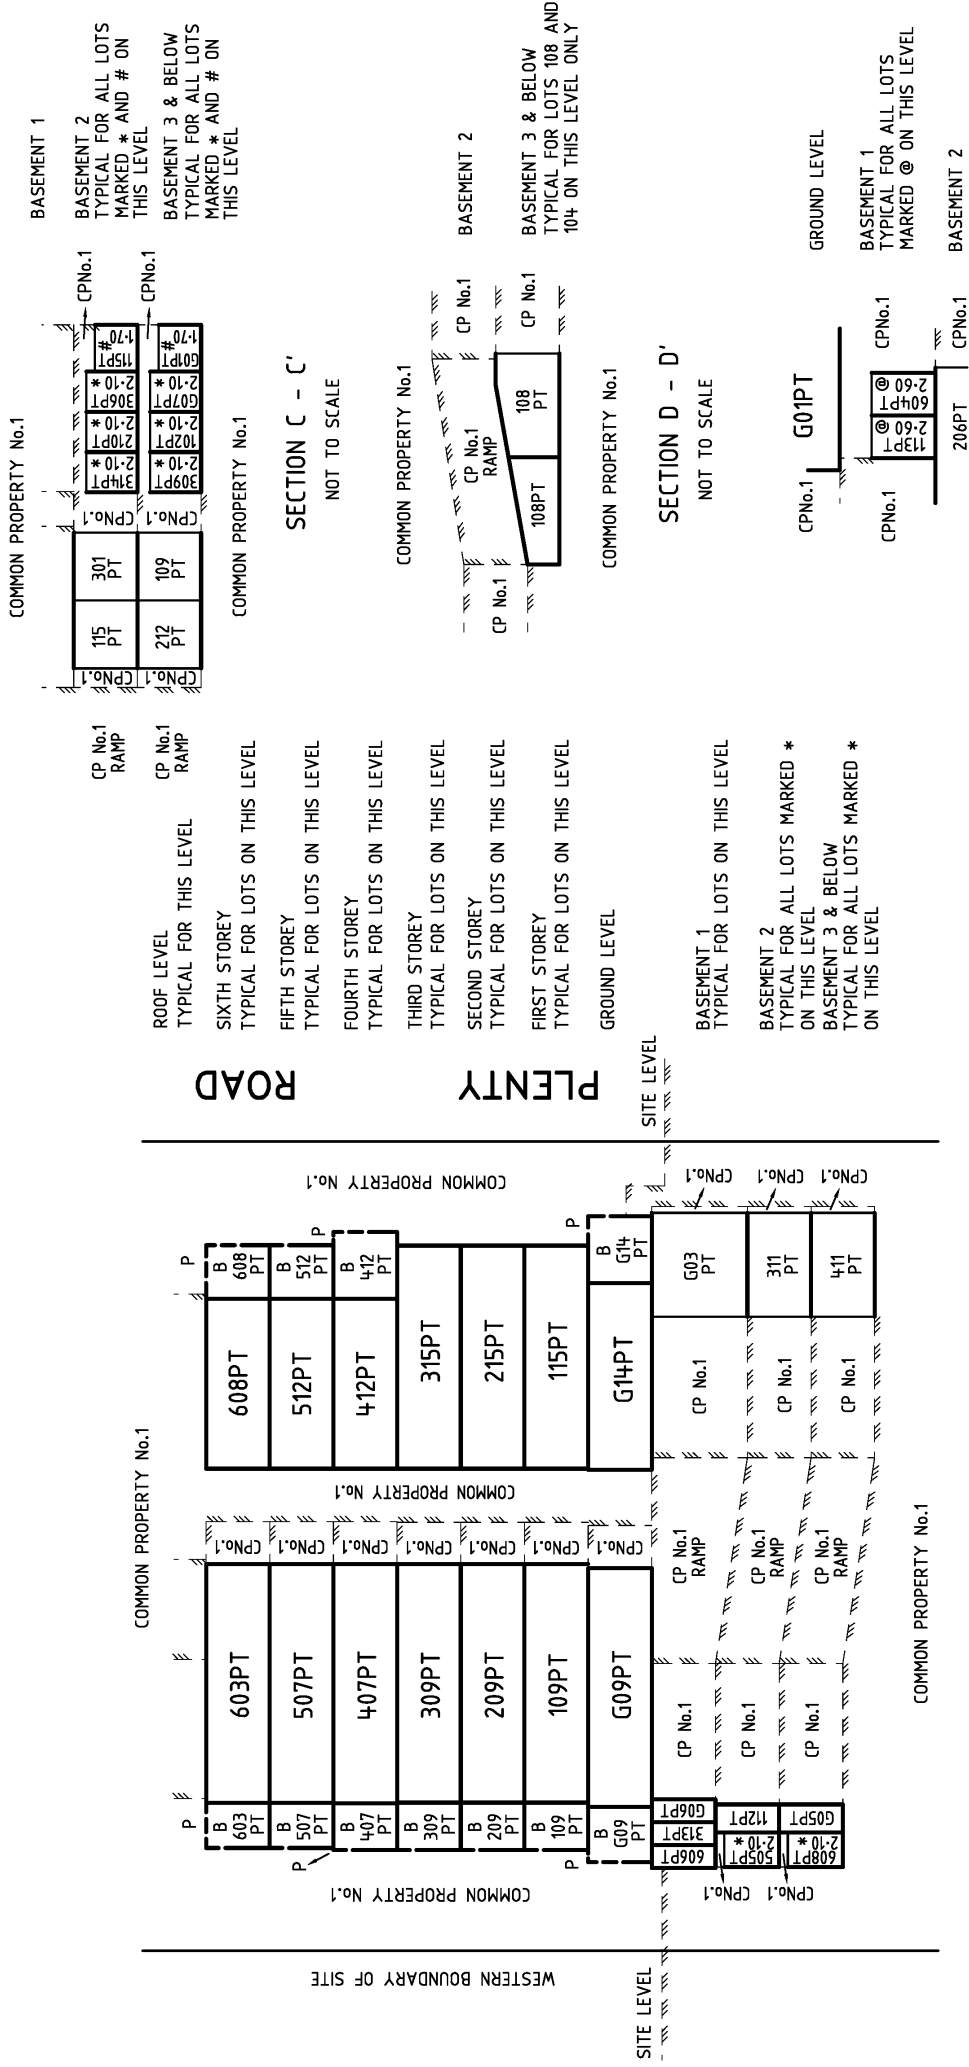 COMMON PROPERTY No.1
BASEMENT 1
BASEMENT 2
TYPICAL FOR ALL LOTS
MARKED * AND # ON
THIS LEVEL
BASEMENT 3 & BELOW
TYPICAL FOR ALL LOTS
MARKED * AND # ON
THIS LEVEL
CPNo.1
CPNo.1
115
PT
301
PT
212
PT
109
PT
CPNo.1
CPNo.1
CPNo.1
CPNo.1
314PT
2·10 *
210PT
2·10 *
306PT
2·10 *
115PT
1·70
#
309PT
2·10 *
102PT
2·10 *
G07PT
2·10 *
G01PT
1·70
#
CP No.1
RAMP
CP No.1
RAMP
COMMON PROPERTY No.1
SECTION C - C'
NOT TO SCALE
COMMON PROPERTY No.1
CP No.1
CP No.1
RAMP
CP No.1
CP No.1
108PT
108
PT
BASEMENT 2
BASEMENT 3 & BELOW
TYPICAL FOR LOTS 108 AND
104 ON THIS LEVEL ONLY
COMMON PROPERTY No.1
SECTION D - D'
NOT TO SCALE
CPNo.1
G01PT
GROUND LEVEL
CPNo.1
113PT
2·60 @
604PT
2·60 @
CPNo.1
BASEMENT 1
TYPICAL FOR ALL LOTS
MARKED @ ON THIS LEVEL
206PT
CPNo.1
BASEMENT 2
COMMON PROPERTY No.1
ROOF LEVEL
TYPICAL FOR THIS LEVEL
P
P
B
603
PT
603PT
CPNo.1
608PT
B
608
PT
SIXTH STOREY
TYPICAL FOR LOTS ON THIS LEVEL
B
507
PT
507PT
CPNo.1
512PT
B
512
PT
P
FIFTH STOREY
TYPICAL FOR LOTS ON THIS LEVEL
P
B
407
PT
407PT
CPNo.1
412PT
B
412
PT
FOURTH STOREY
TYPICAL FOR LOTS ON THIS LEVEL
B
309
PT
309PT
CPNo.1
315PT
THIRD STOREY
TYPICAL FOR LOTS ON THIS LEVEL
B
209
PT
209PT
CPNo.1
215PT
SECOND STOREY
TYPICAL FOR LOTS ON THIS LEVEL
B
109
PT
109PT
CPNo.1
115PT
FIRST STOREY
TYPICAL FOR LOTS ON THIS LEVEL
P
B
G09
PT
G09PT
CPNo.1
G14PT
B
G14
PT
P
GROUND LEVEL
WESTERN BOUNDARY OF SITE
COMMON PROPERTY No.1
COMMON PROPERTY No.1
COMMON PROPERTY No.1
PLENTY ROAD
SITE LEVEL
SITE LEVEL
606PT
313PT
G06PT
CP No.1
CP No.1
RAMP
CP No.1
G03
PT
CPNo.1
BASEMENT 1
TYPICAL FOR LOTS ON THIS LEVEL
CPNo.1
505PT
2·10 *
112PT
CP No.1
CP No.1
RAMP
CP No.1
311
PT
CPNo.1
BASEMENT 2
TYPICAL FOR ALL LOTS MARKED *
ON THIS LEVEL
CPNo.1
608PT
2·10 *
G05PT
CP No.1
CP No.1
RAMP
CP No.1
411
PT
CPNo.1
BASEMENT 3 & BELOW
TYPICAL FOR ALL LOTS MARKED *
ON THIS LEVEL
COMMON PROPERTY No.1